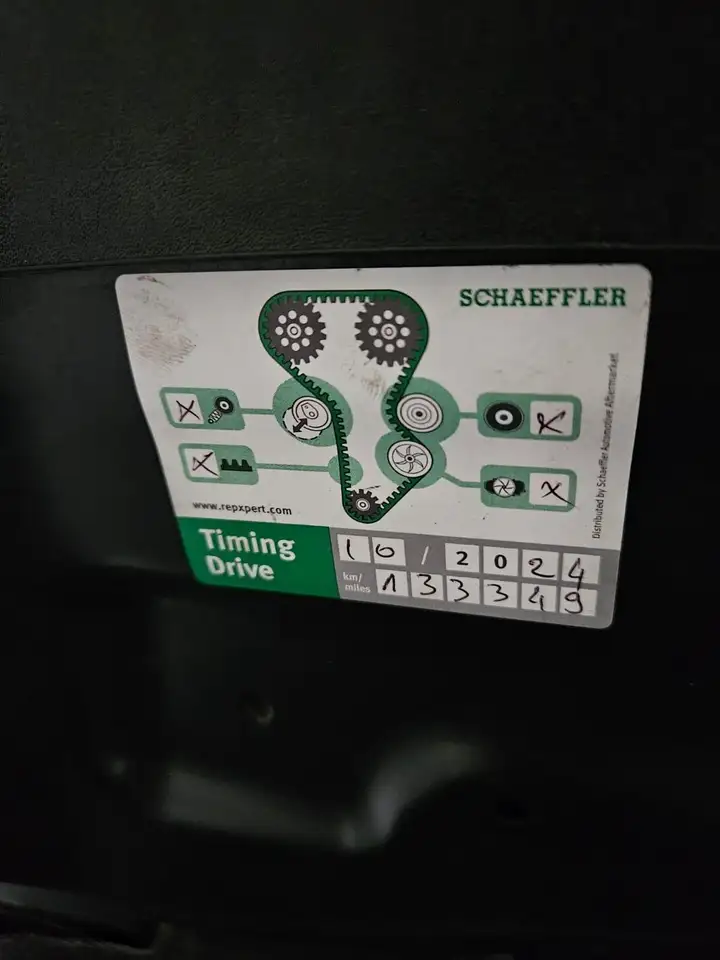 SCHAEFFLER
X
X
X
X
www.repxpert.com
Distributed by Schaeffler Automotive Aftermarket
Timing
Drive
10 / 2024
km/
miles
133349